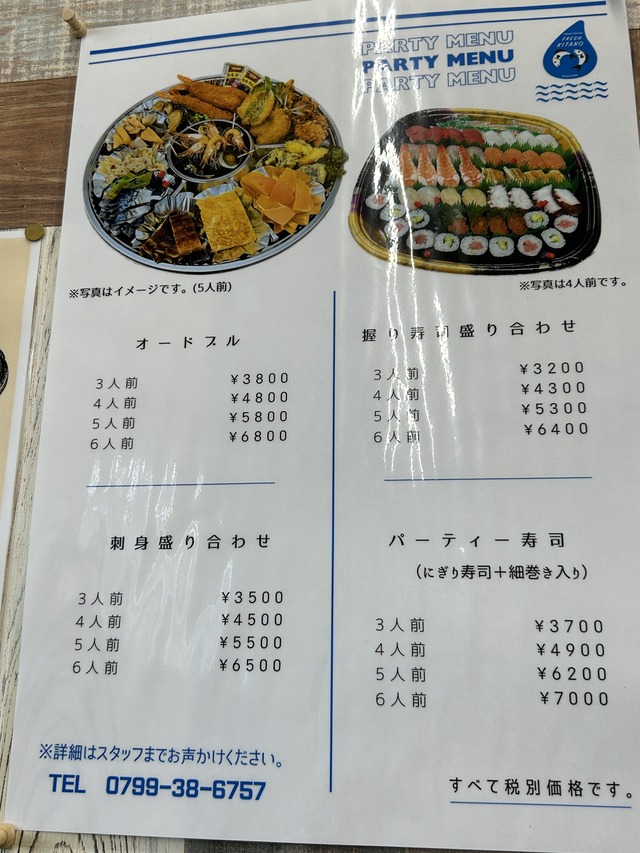 PARTY MENU
PARTY MENU
PARTY MENU
FRESH
KITANO
※写真はイメージです。(5人前)
※写真は4人前です。
オードブル
3人前 ¥3800
4人前 ¥4800
5人前 ¥5800
6人前 ¥6800
握り寿司盛り合わせ
3人前 ¥3200
4人前 ¥4300
5人前 ¥5300
6人前 ¥6400
刺身盛り合わせ
3人前 ¥3500
4人前 ¥4500
5人前 ¥5500
6人前 ¥6500
パーティー寿司
(にぎり寿司+細巻き入り)
3人前 ¥3700
4人前 ¥4900
5人前 ¥6200
6人前 ¥7000
※詳細はスタッフまでお声かけください。
TEL 0799-38-6757
すべて税別価格です。